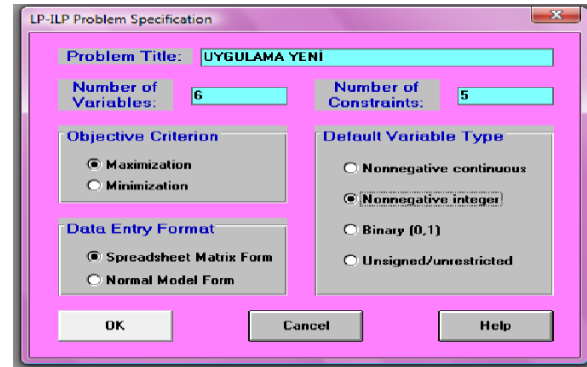 LP-ILP Problem Specification
Problem Title: UYGULAMA YENİ
Number of Variables: 6
Number of Constraints: 5
Objective Criterion
Maximization
Minimization
Default Variable Type
Nonnegative continuous
Nonnegative integer
Binary (0,1)
Unsigned/unrestricted
Data Entry Format
Spreadsheet Matrix Form
Normal Model Form
OK Cancel Help